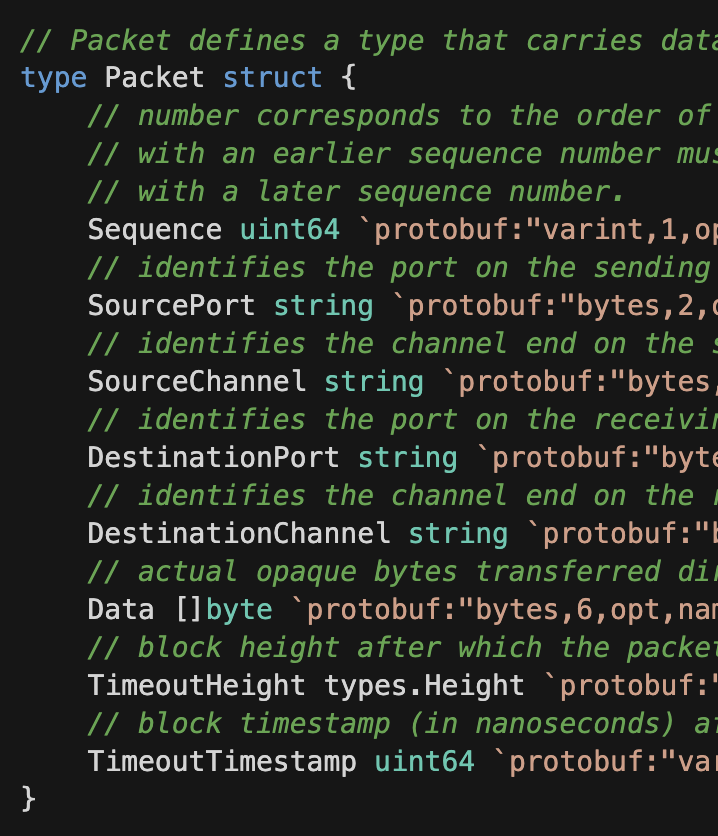 // Packet defines a type that carries data
type Packet struct {
// number corresponds to the order of
// with an earlier sequence number mus
// with a later sequence number.
Sequence uint64 `protobuf:"varint,1,op
// identifies the port on the sending
SourcePort string `protobuf:"bytes,2,o
// identifies the channel end on the s
SourceChannel string `protobuf:"bytes,
// identifies the port on the receivin
DestinationPort string `protobuf:"byte
// identifies the channel end on the r
DestinationChannel string `protobuf:"b
// actual opaque bytes transferred dir
Data []byte `protobuf:"bytes,6,opt,nam
// block height after which the packet
TimeoutHeight types.Height `protobuf:"
// block timestamp (in nanoseconds) af
TimeoutTimestamp uint64 `protobuf:"var
}